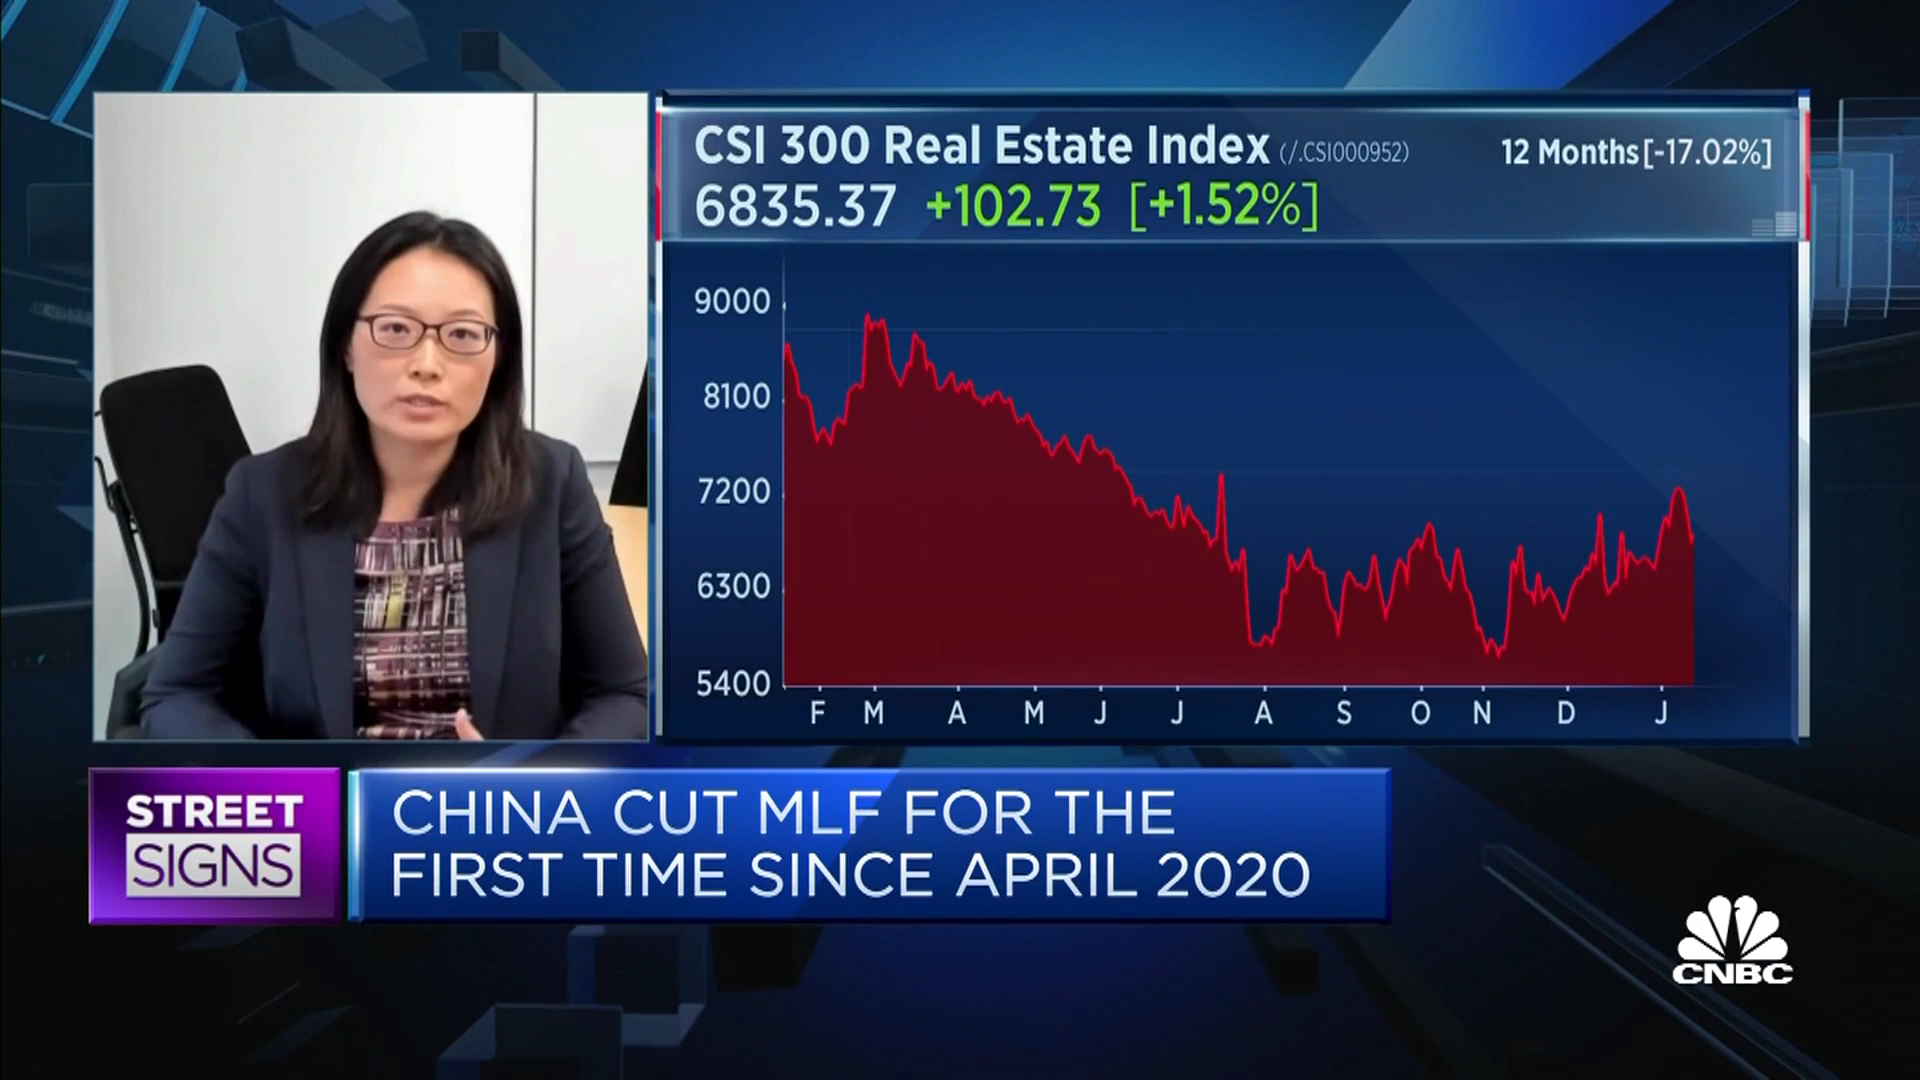 CSI 300 Real Estate Index (/.CSI000952) 12 Months[-17.02%]
6835.37 +102.73 [+1.52%]
9000
8100
7200
6300
5400
F M A M J J A S O N D J
STREET
SIGNS
CHINA CUT MLF FOR THE
FIRST TIME SINCE APRIL 2020
CNBC